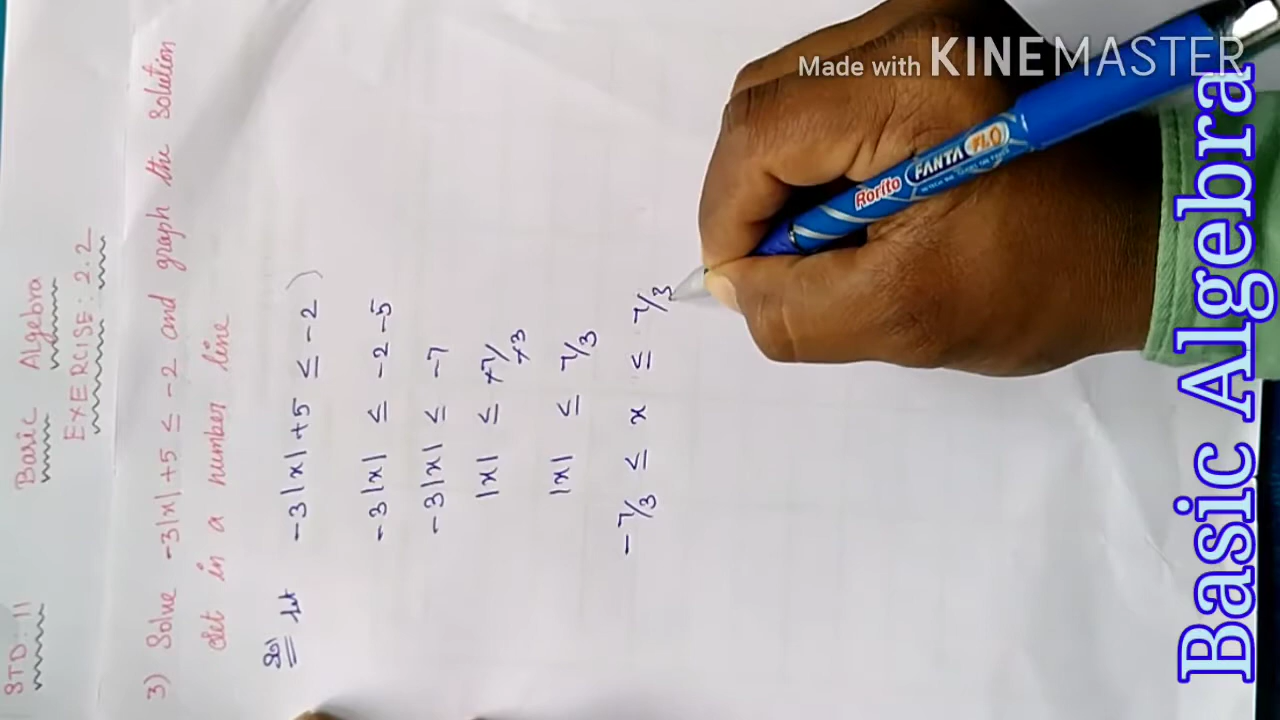 STD: 11 Basic Algebra
EXERCISE: 2.2
3) Solve -3|x|+5 ≤ -2 and graph the solution
set in a number line
Sol
let -3|x|+5 ≤ -2)
-3|x| ≤ -2-5
-3|x| ≤ -7
|x| ≤ +7/+3
|x| ≤ 7/3
-7/3 ≤ x ≤ 7/3
Made with KINEMASTER
Rorito FANTA FLO
Basic Algebra